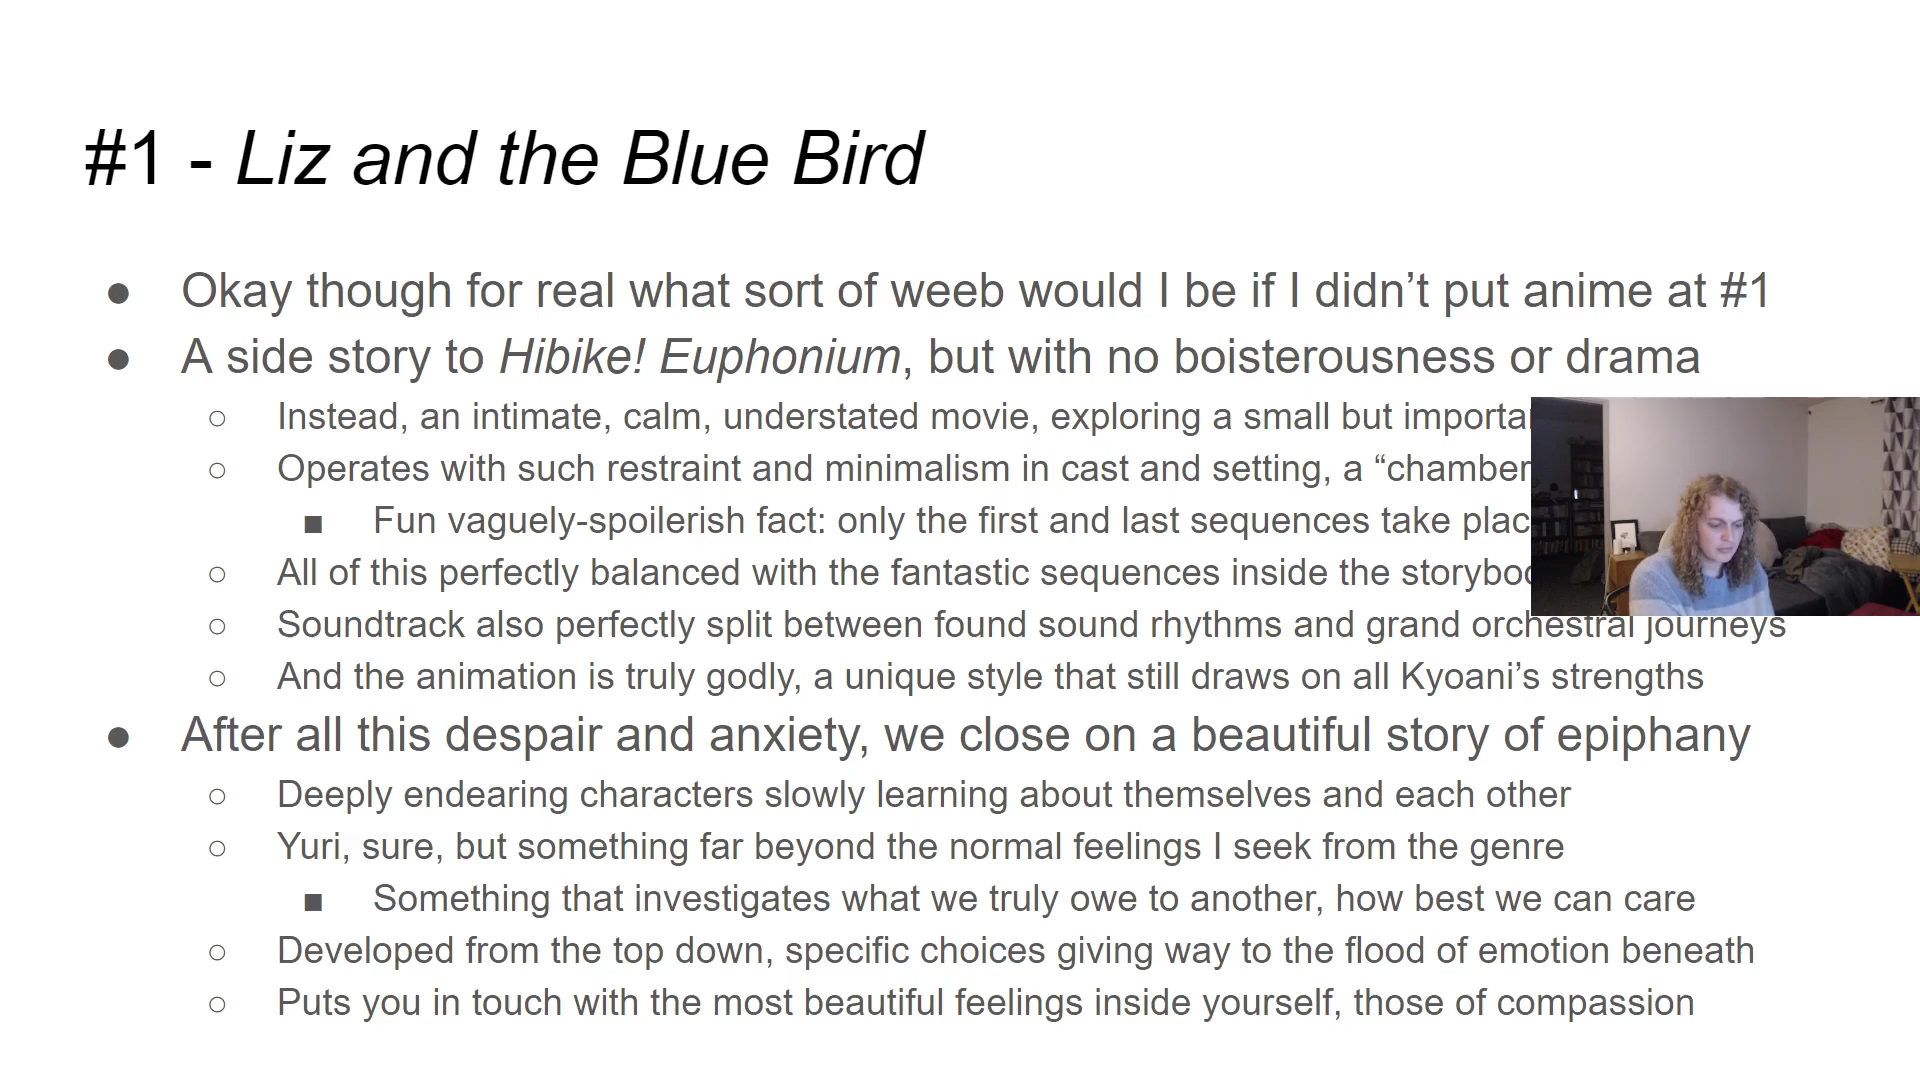 #1 - Liz and the Blue Bird
● Okay though for real what sort of weeb would I be if I didn’t put anime at #1
● A side story to Hibike! Euphonium, but with no boisterousness or drama
○ Instead, an intimate, calm, understated movie, exploring a small but
○ Operates with such restraint and minimalism in cast and setting, a “chamber
■ Fun vaguely-spoilerish fact: only the first and last sequences take
○ All of this perfectly balanced with the fantastic sequences inside the
○ Soundtrack also perfectly split between found sound rhythms and grand orchestral journeys
○ And the animation is truly godly, a unique style that still draws on all Kyoani’s strengths
● After all this despair and anxiety, we close on a beautiful story of epiphany
○ Deeply endearing characters slowly learning about themselves and each other
○ Yuri, sure, but something far beyond the normal feelings I seek from the genre
■ Something that investigates what we truly owe to another, how best we can care
○ Developed from the top down, specific choices giving way to the flood of emotion beneath
○ Puts you in touch with the most beautiful feelings inside yourself, those of compassion